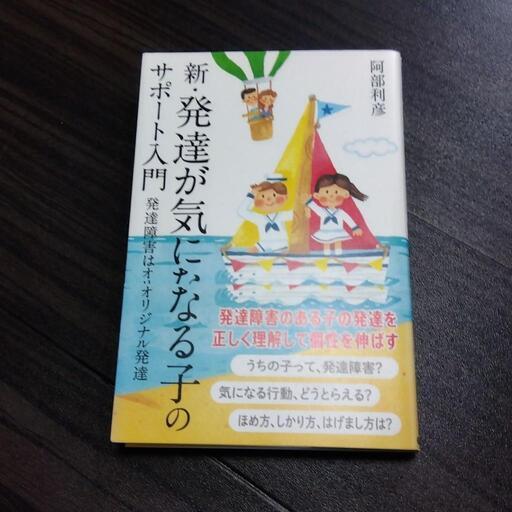 阿部利彦
新・発達が気になる子の
サポート入門
発達障害はオリジナル発達
発達障害のある子の発達を
正しく理解して個性を伸ばす
うちの子って、発達障害?
気になる行動、どうとらえる?
ほめ方、しかり方、はげまし方は?